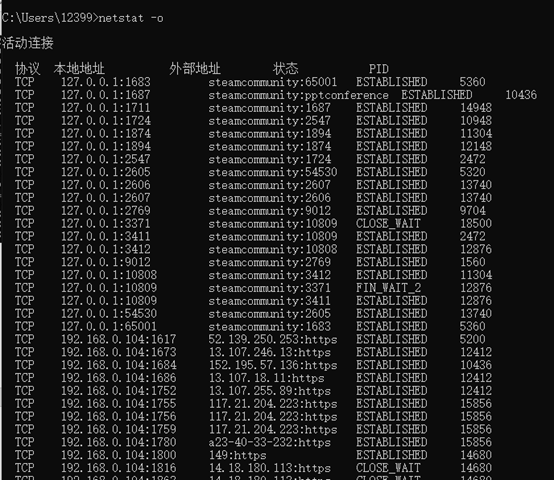 C:\Users\12399>netstat -o
活动连接
协议 本地地址 外部地址 状态 PID
TCP 127.0.0.1:1683 steamcommunity:65001 ESTABLISHED 5360
TCP 127.0.0.1:1687 steamcommunity:pptconference ESTABLISHED 10436
TCP 127.0.0.1:1711 steamcommunity:1687 ESTABLISHED 14948
TCP 127.0.0.1:1724 steamcommunity:2547 ESTABLISHED 10948
TCP 127.0.0.1:1874 steamcommunity:1894 ESTABLISHED 11304
TCP 127.0.0.1:1894 steamcommunity:1874 ESTABLISHED 12148
TCP 127.0.0.1:2547 steamcommunity:1724 ESTABLISHED 2472
TCP 127.0.0.1:2605 steamcommunity:54530 ESTABLISHED 5320
TCP 127.0.0.1:2606 steamcommunity:2607 ESTABLISHED 13740
TCP 127.0.0.1:2607 steamcommunity:2606 ESTABLISHED 13740
TCP 127.0.0.1:2769 steamcommunity:9012 ESTABLISHED 9704
TCP 127.0.0.1:3371 steamcommunity:10809 CLOSE_WAIT 18500
TCP 127.0.0.1:3411 steamcommunity:10809 ESTABLISHED 2472
TCP 127.0.0.1:3412 steamcommunity:10808 ESTABLISHED 12876
TCP 127.0.0.1:9012 steamcommunity:2769 ESTABLISHED 1560
TCP 127.0.0.1:10808 steamcommunity:3412 ESTABLISHED 11304
TCP 127.0.0.1:10809 steamcommunity:3371 FIN_WAIT_2 12876
TCP 127.0.0.1:10809 steamcommunity:3411 ESTABLISHED 12876
TCP 127.0.0.1:54530 steamcommunity:2605 ESTABLISHED 13740
TCP 127.0.0.1:65001 steamcommunity:1683 ESTABLISHED 5360
TCP 192.168.0.104:1617 52.139.250.253:https ESTABLISHED 5200
TCP 192.168.0.104:1673 13.107.246.13:https ESTABLISHED 12412
TCP 192.168.0.104:1684 152.195.57.136:https ESTABLISHED 10436
TCP 192.168.0.104:1686 13.107.18.11:https ESTABLISHED 12412
TCP 192.168.0.104:1752 13.107.255.89:https ESTABLISHED 12412
TCP 192.168.0.104:1755 117.21.204.223:https ESTABLISHED 15856
TCP 192.168.0.104:1756 117.21.204.223:https ESTABLISHED 15856
TCP 192.168.0.104:1759 117.21.204.223:https ESTABLISHED 15856
TCP 192.168.0.104:1780 a23-40-33-232:https ESTABLISHED 15856
TCP 192.168.0.104:1800 149:https ESTABLISHED 14680
TCP 192.168.0.104:1816 14.18.180.113:https CLOSE_WAIT 14680
TCP 192.168.0.104:1863 14.18.180.113:https CLOSE_WAIT 14680